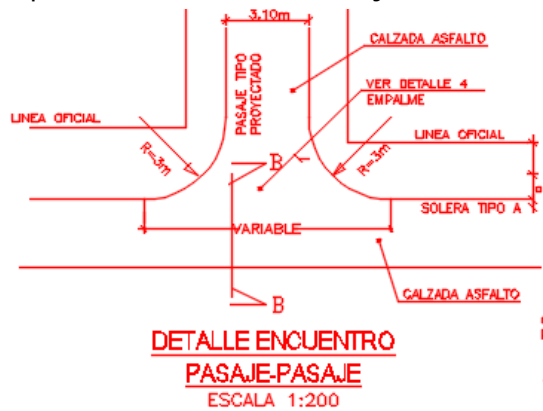 3.10m
CALZADA ASFALTO
PASAJE TIPO
PROYECTADO
VER DETALLE 4
EMPALME
LINEA OFICIAL
LINEA OFICIAL
R=3m
B
R=3m
SOLERA TIPO A
VARIABLE
CALZADA ASFALTO
B
DETALLE ENCUENTRO
PASAJE-PASAJE
ESCALA 1:200